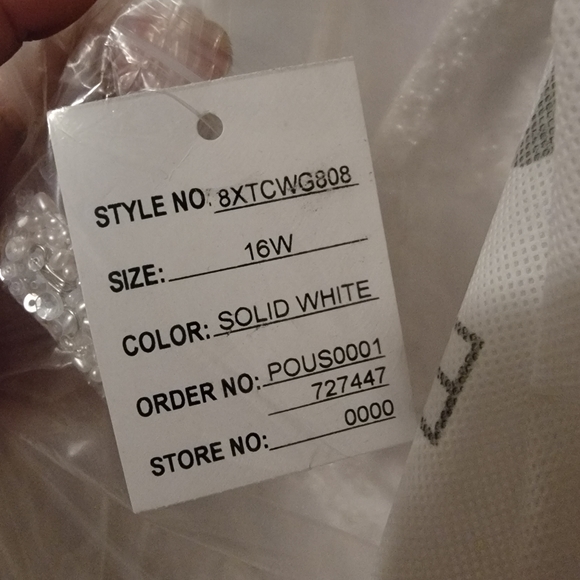 STYLE NO: 8XTCWG808
SIZE: 16W
COLOR: SOLID WHITE
ORDER NO: POUS0001
727447
STORE NO: 0000